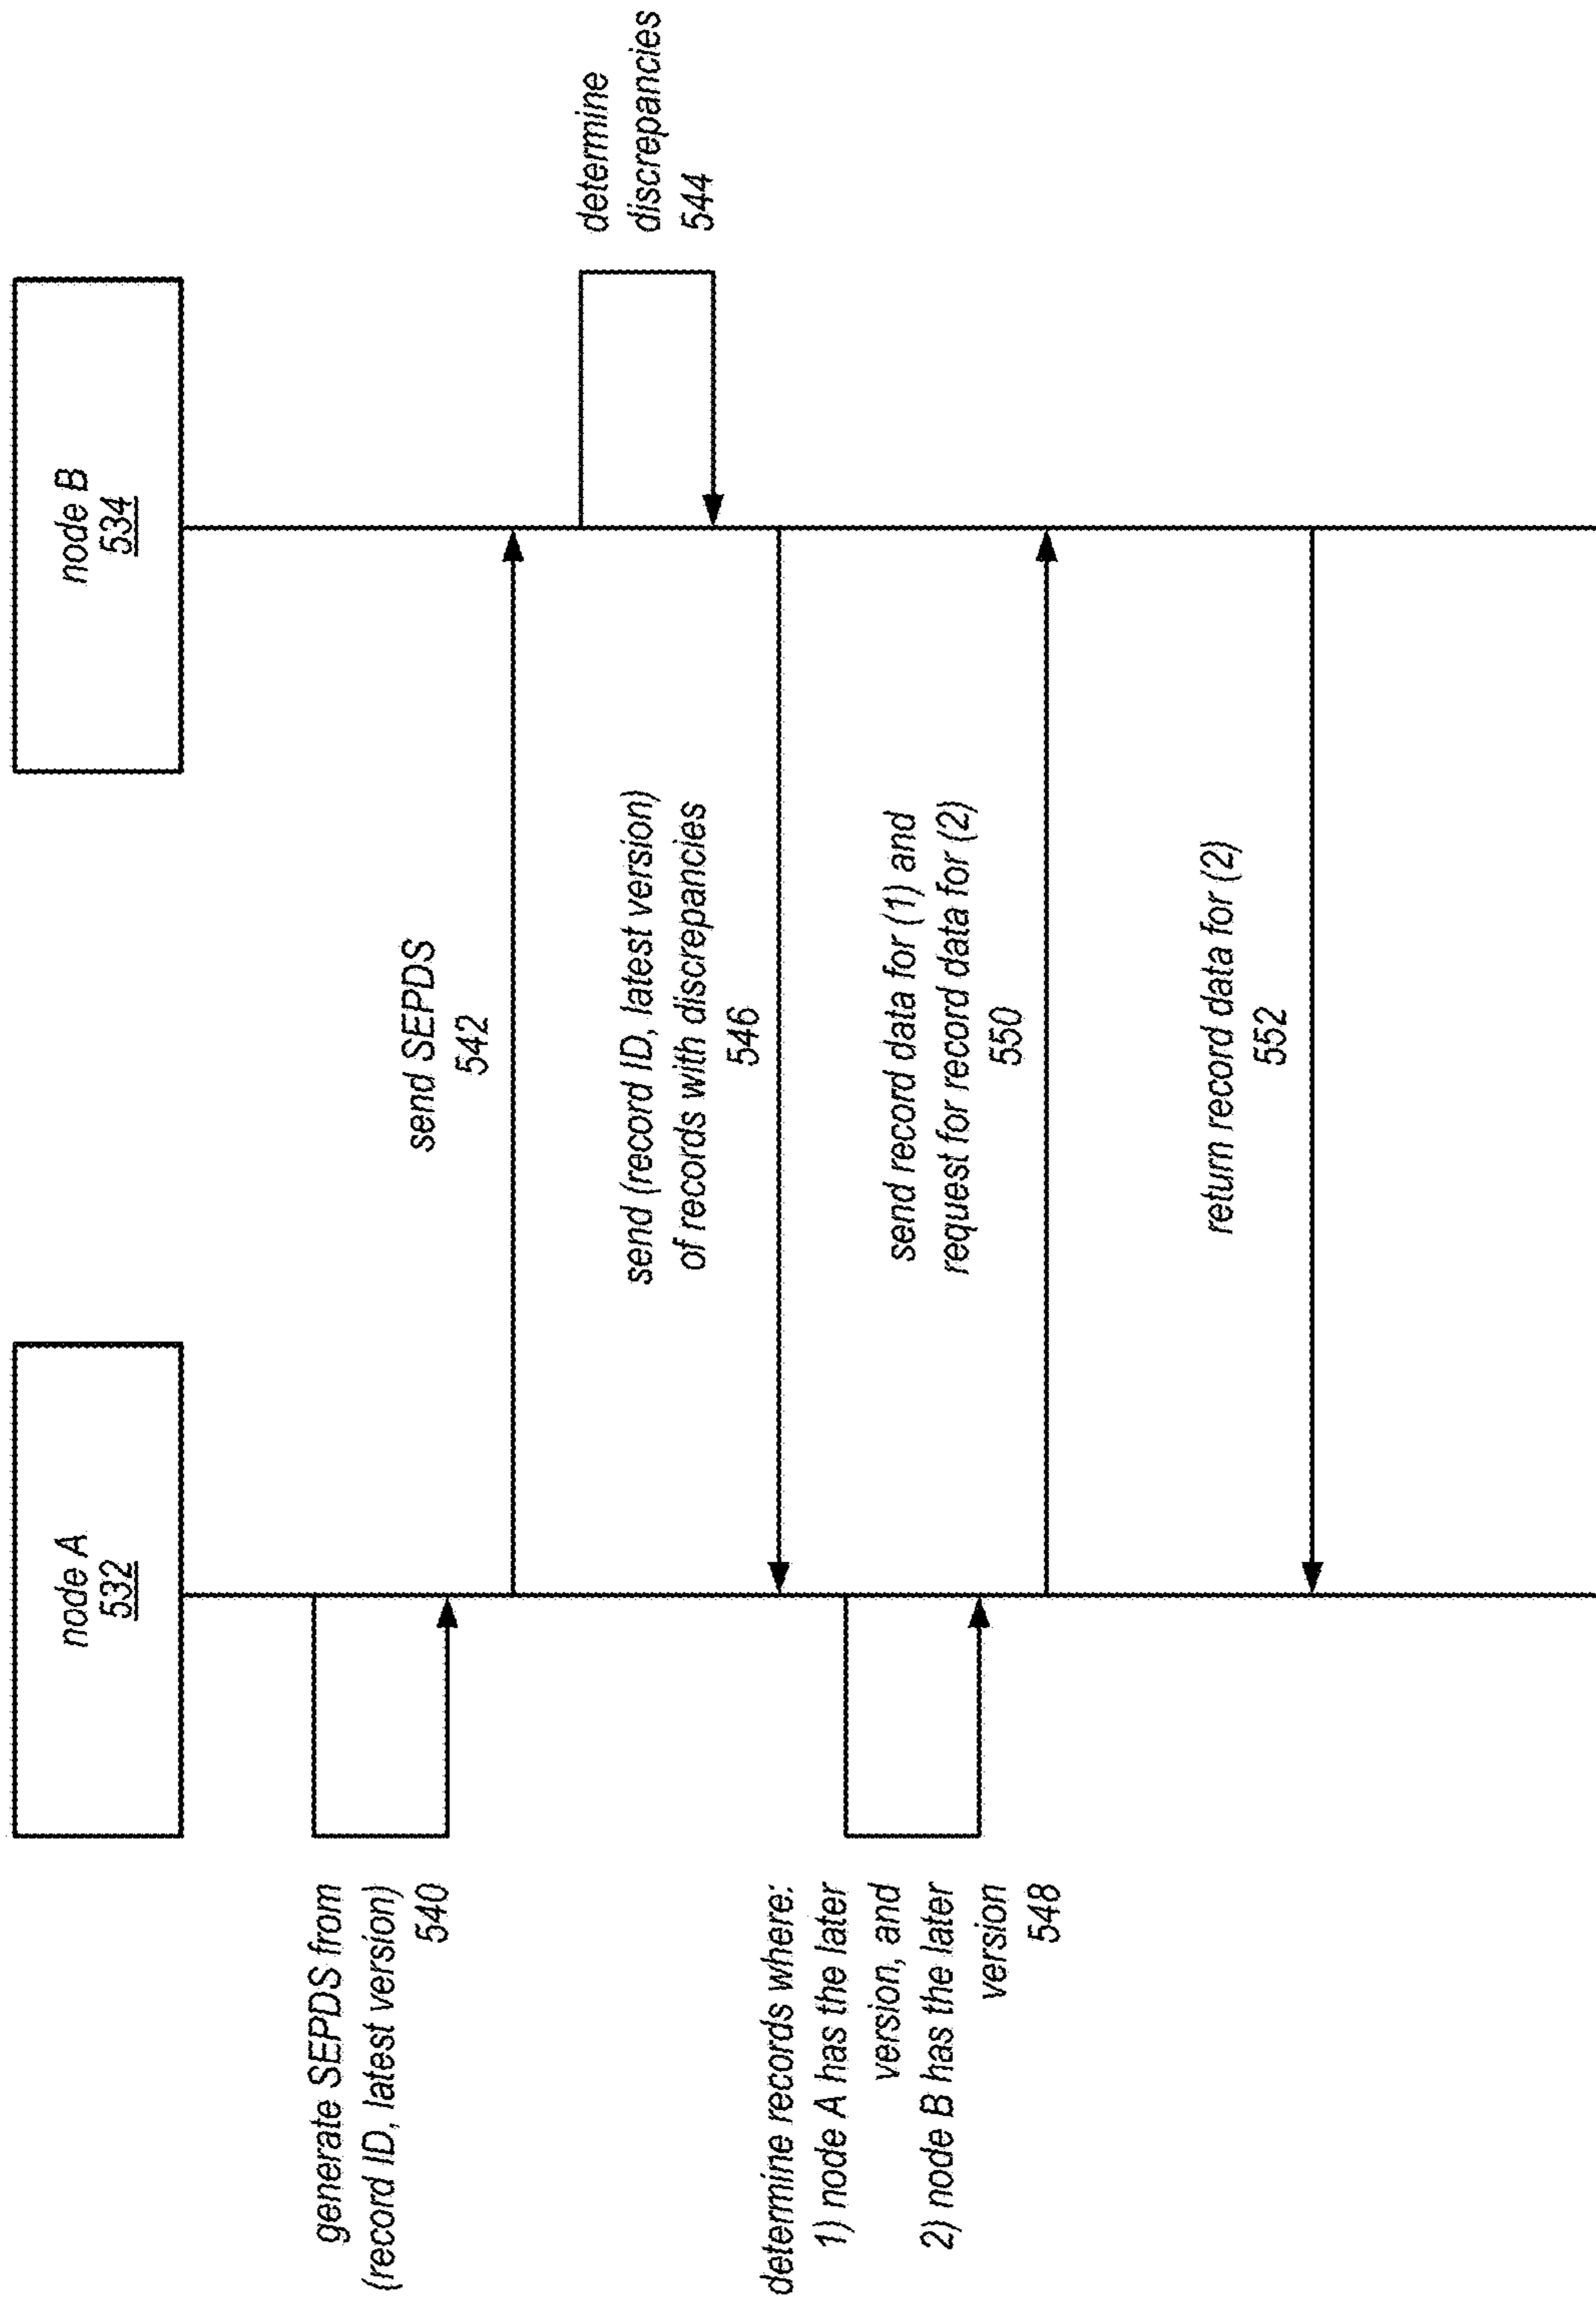 node A
532
node B
534
generate SEPDS from
(record ID, latest version)
540
send SEPDS
542
determine
discrepancies
544
send (record ID, latest version)
of records with discrepancies
546
determine records where:
1) node A has the later
version, and
2) node B has the later
version
548
send record data for (1) and
request for record data for (2)
550
return record data for (2)
552